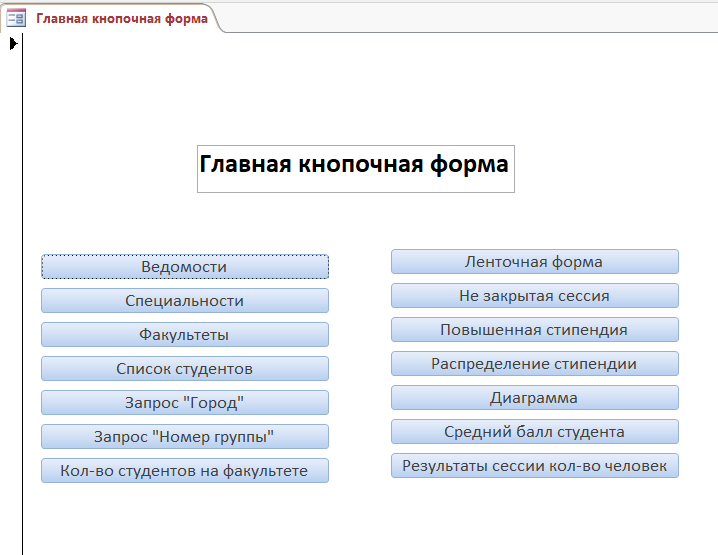 Главная кнопочная форма
Главная кнопочная форма
Ведомости
Специальности
Факультеты
Список студентов
Запрос "Город"
Запрос "Номер группы"
Кол-во студентов на факультете
Ленточная форма
Не закрытая сессия
Повышенная стипендия
Распределение стипендии
Диаграмма
Средний балл студента
Результаты сессии кол-во человек